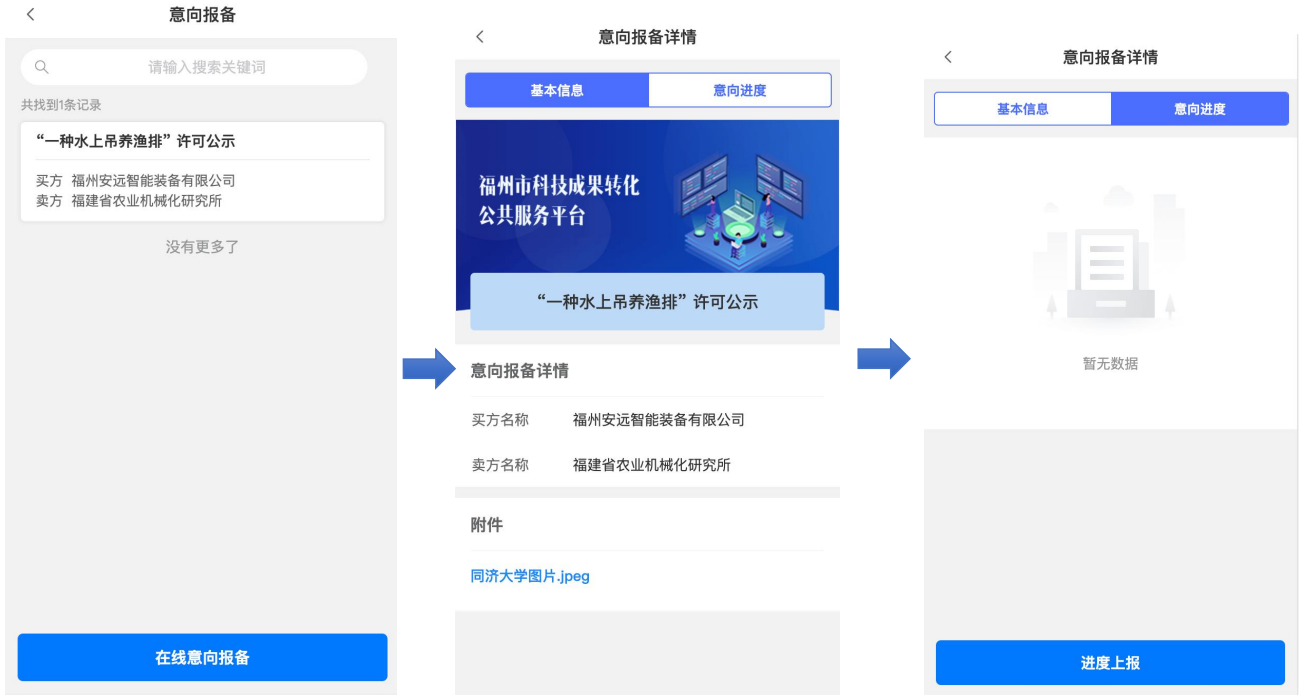 意向报备
请输入搜索关键词
共找到1条记录
“一种水上吊养渔排”许可公示
买方 福州安远智能装备有限公司
卖方 福建省农业机械化研究所
没有更多了
在线意向报备
意向报备详情
基本信息
意向进度
福州市科技成果转化
公共服务平台
“一种水上吊养渔排”许可公示
意向报备详情
买方名称 福州安远智能装备有限公司
卖方名称 福建省农业机械化研究所
附件
同济大学图片.jpeg
意向报备详情
基本信息
意向进度
暂无数据
进度上报